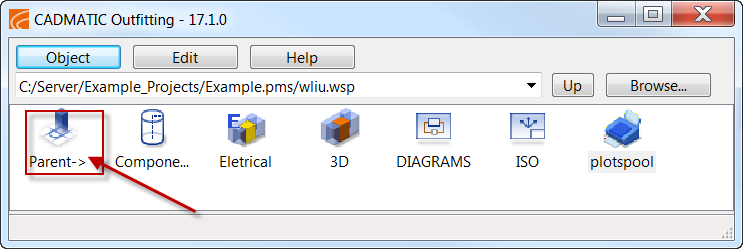 CADMATIC Outfitting - 17.1.0
Object Edit Help
C:/Server/Example_Projects/Example.pms/wliu.wsp Up Browse...
Parent-> Compone... Eletrical 3D DIAGRAMS ISO plotspool